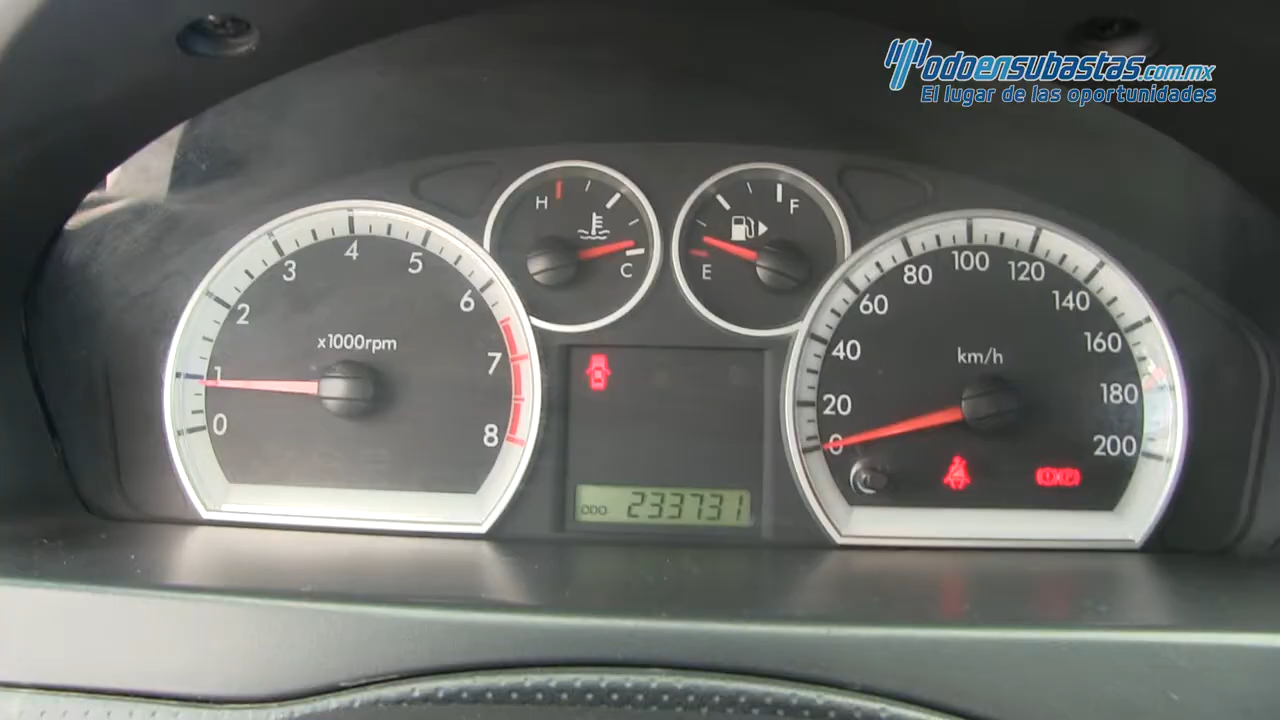 Todoensubastas.com.mx
El lugar de las oportunidades
H
C
F
E
0
1
2
3
4
5
6
7
8
x1000rpm
0
20
40
60
80
100
120
140
160
180
200
km/h
ODO 233731